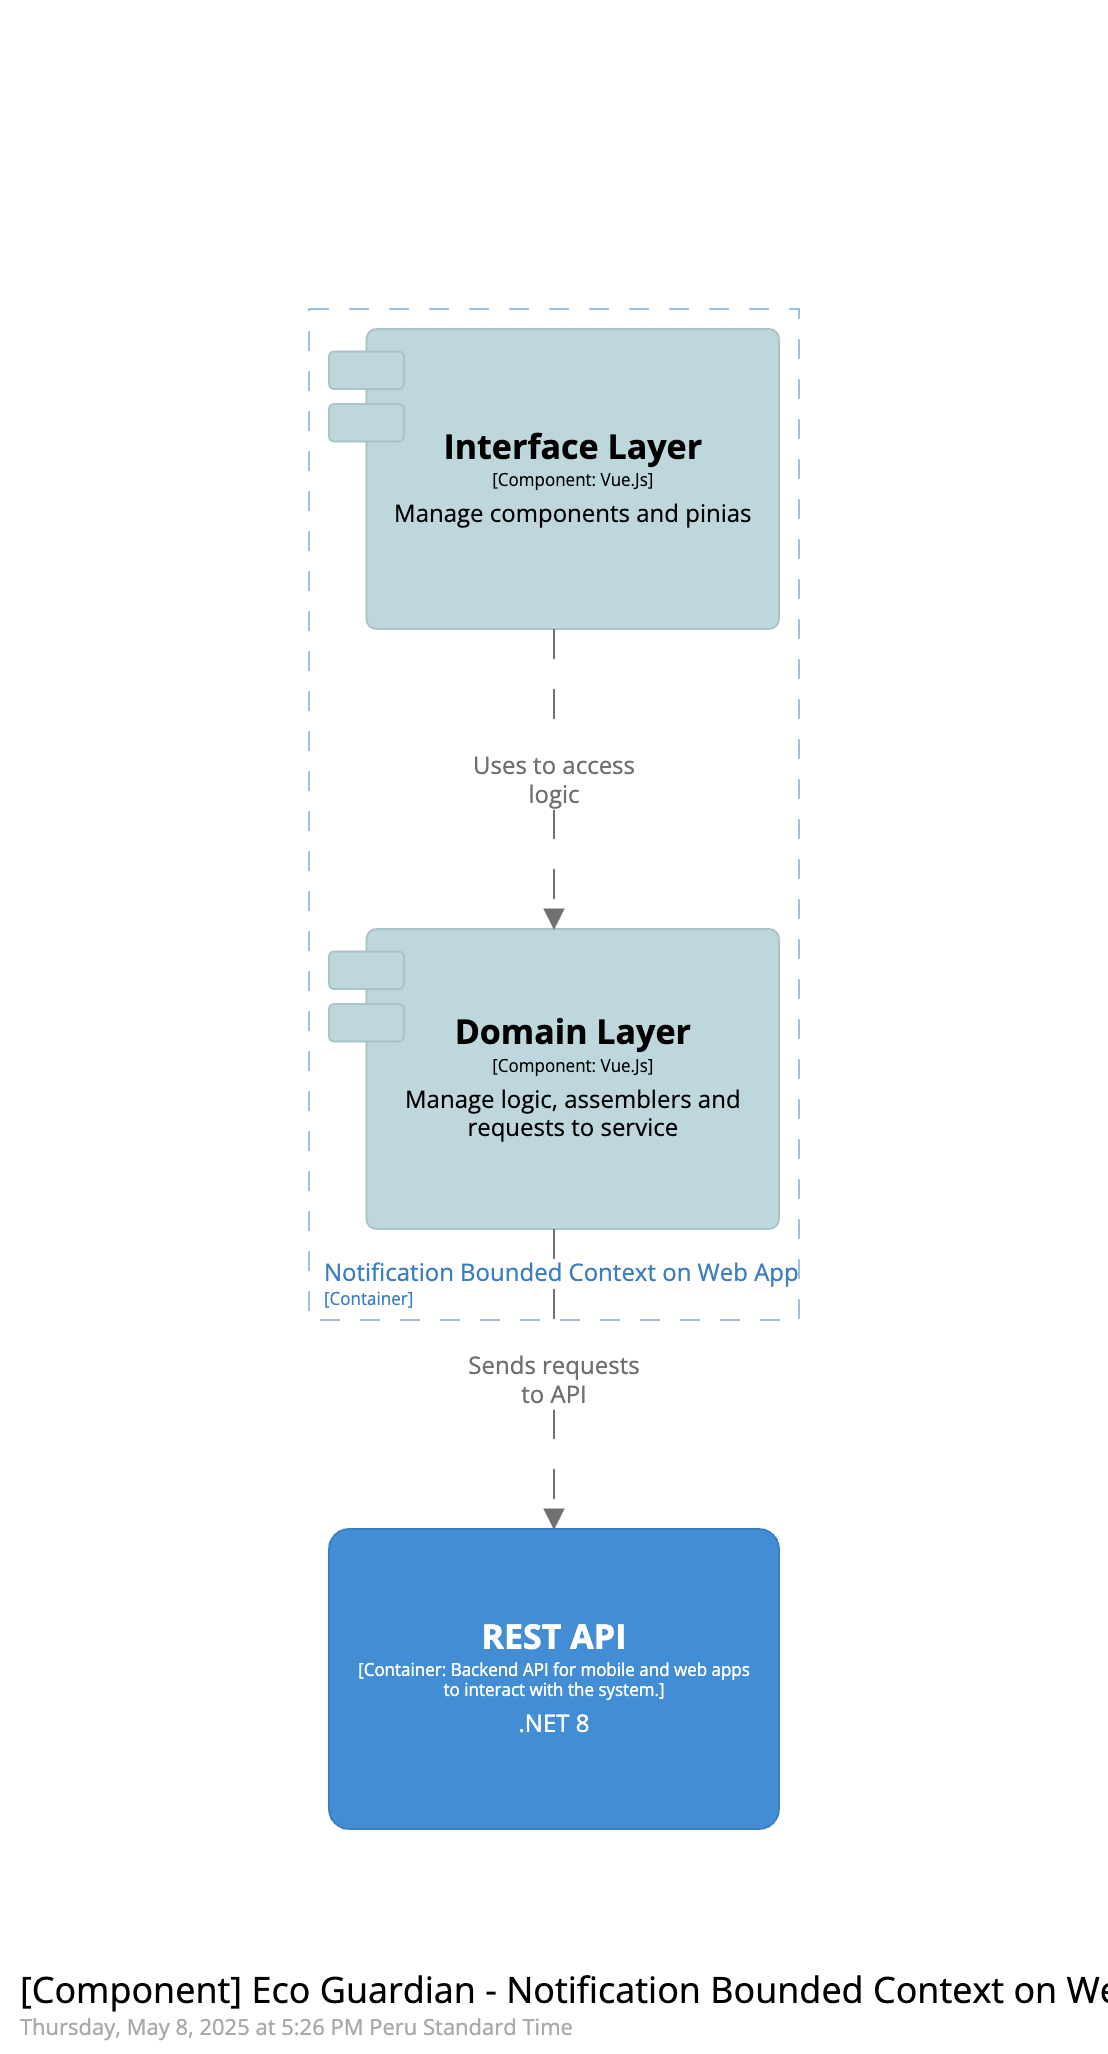 Interface Layer
[Component: Vue.Js]
Manage components and pinias
Uses to access
logic
Domain Layer
[Component: Vue.Js]
Manage logic, assemblers and
requests to service
Notification Bounded Context on Web App
[Container]
Sends requests
to API
REST API
[Container: Backend API for mobile and web apps
to interact with the system.]
.NET 8
[Component] Eco Guardian - Notification Bounded Context on
Thursday, May 8, 2025 at 5:26 PM Peru Standard Time